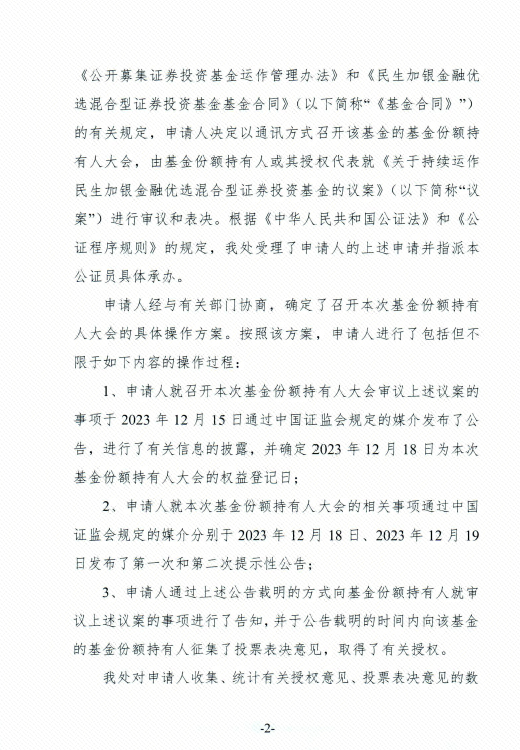 《公开募集证券投资基金运作管理办法》和《民生加银金融优
选混合型证券投资基金基金合同》（以下简称“《基金合同》”）
的有关规定，申请人决定以通讯方式召开该基金的基金份额持
有人大会，由基金份额持有人或其授权代表就《关于持续运作
民生加银金融优选混合型证券投资基金的议案》（以下简称“议
案”）进行审议和表决。根据《中华人民共和国公证法》和《公
证程序规则》的规定，我处受理了申请人的上述申请并指派本
公证员具体承办。
申请人经与有关部门协商，确定了召开本次基金份额持有
人大会的具体操作方案。按照该方案，申请人进行了包括但不
限于如下内容的操作过程：
1、申请人就召开本次基金份额持有人大会审议上述议案的
事项于 2023 年 12 月 15 日通过中国证监会规定的媒介发布了公
告，进行了有关信息的披露，并确定 2023 年 12 月 18 日为本次
基金份额持有人大会的权益登记日；
2、申请人就本次基金份额持有人大会的相关事项通过中国
证监会规定的媒介分别于 2023 年 12 月 18 日、2023 年 12 月 19
日发布了第一次和第二次提示性公告；
3、申请人通过上述公告载明的方式向基金份额持有人就审
议上述议案的事项进行了告知，并于公告载明的时间内向该基金
的基金份额持有人征集了投票表决意见，取得了有关授权。
我处对申请人收集、统计有关授权意见、投票表决意见的数
-2-